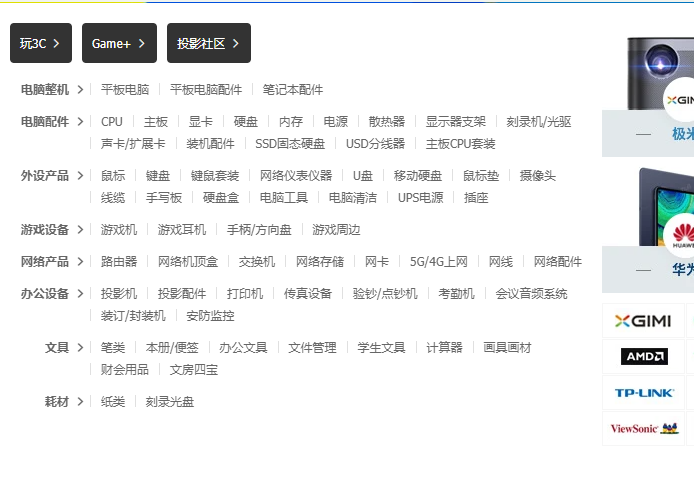 玩3C Game+ 投影社区
电脑整机 平板电脑 平板电脑配件 笔记本配件
电脑配件 CPU 主板 显卡 硬盘 内存 电源 散热器 显示器支架 刻录机/光驱
声卡/扩展卡 装机配件 SSD固态硬盘 USD分线器 主板CPU套装
外设产品 鼠标 键盘 键鼠套装 网络仪表仪器 U盘 移动硬盘 鼠标垫 摄像头
线缆 手写板 硬盘盒 电脑工具 电脑清洁 UPS电源 插座
游戏设备 游戏机 游戏耳机 手柄/方向盘 游戏周边
网络产品 路由器 网络机顶盒 交换机 网络存储 网卡 5G/4G上网 网线 网络配件
办公设备 投影机 投影配件 打印机 传真设备 验钞/点钞机 考勤机 会议音频系统
装订/封装机 安防监控
文具 笔类 本册/便签 办公文具 文件管理 学生文具 计算器 画具画材
财会用品 文房四宝
耗材 纸类 刻录光盘
XGIM
极米
HUAWEI
华为
XGIMI
AMD
TP-LINK
ViewSonic